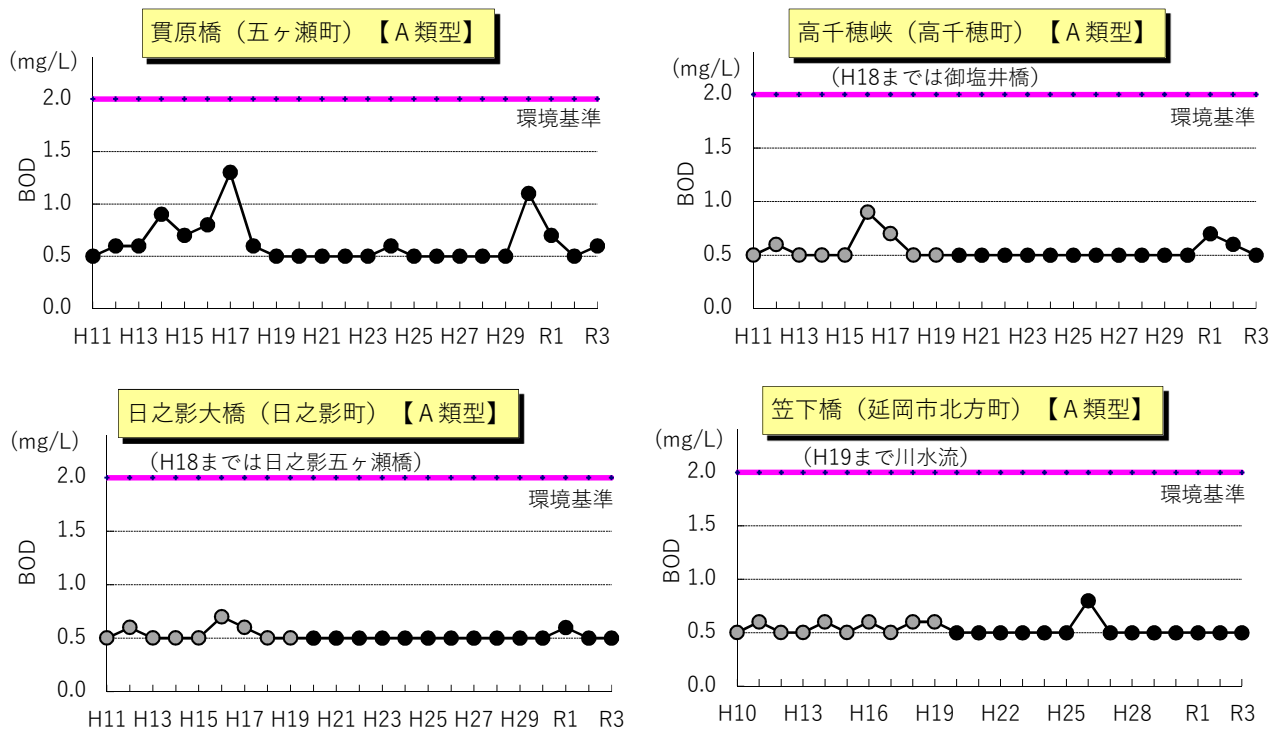 貫原橋（五ヶ瀬町）【Ａ類型】
(mg/L)
2.0
環境基準
1.5
BOD
1.0
0.5
0.0
H11 H13 H15 H17 H19 H21 H23 H25 H27 H29 R1 R3
高千穂峡（高千穂町）【Ａ類型】
(mg/L)
（H18までは御塩井橋）
2.0
環境基準
1.5
BOD
1.0
0.5
0.0
H11 H13 H15 H17 H19 H21 H23 H25 H27 H29 R1 R3
日之影大橋（日之影町）【Ａ類型】
(mg/L)
（H18までは日之影五ヶ瀬橋）
2.0
環境基準
1.5
BOD
1.0
0.5
0.0
H11 H13 H15 H17 H19 H21 H23 H25 H27 H29 R1 R3
笠下橋（延岡市北方町）【Ａ類型】
(mg/L)
（H19まで川水流）
2.0
環境基準
1.5
BOD
1.0
0.5
0.0
H10 H13 H16 H19 H22 H25 H28 R1 R3